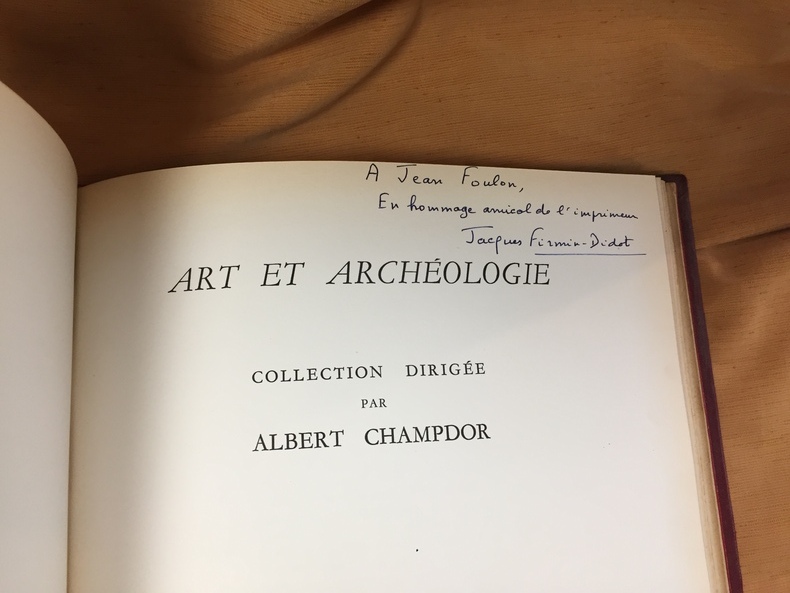 A Jean Foulon,
En hommage amical de l'imprimeur
Jacques Firmin-Didot
ART ET ARCHÉOLOGIE
COLLECTION DIRIGÉE
PAR
ALBERT CHAMPDOR